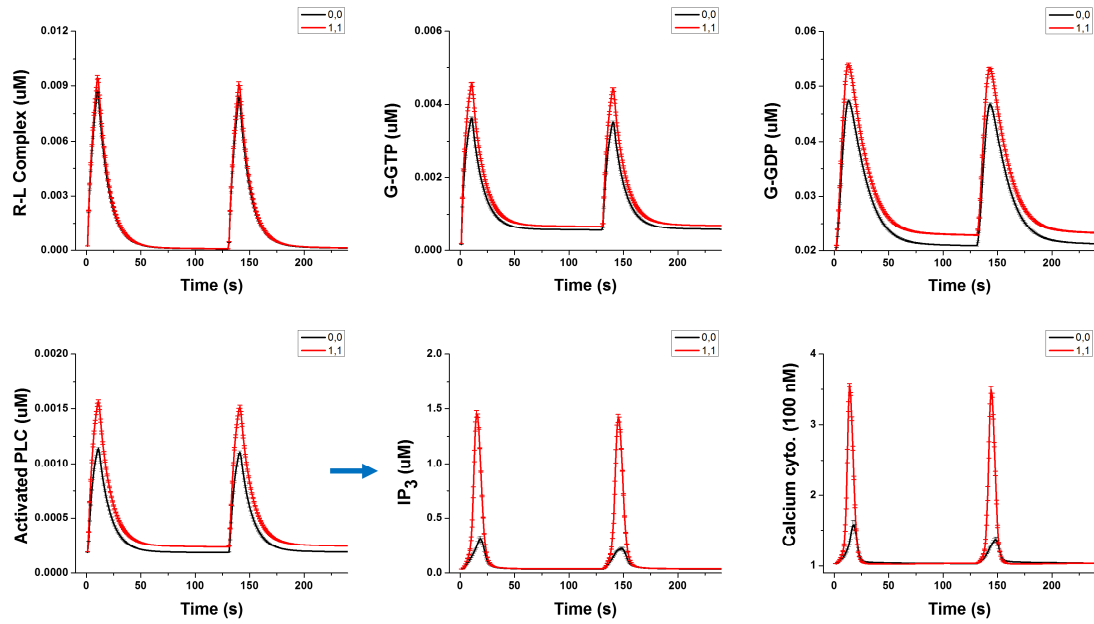 0,0
1,1
0.012
0.009
0.006
0.003
0.000
R-L Complex (uM)
0 50 100 150 200
Time (s)
0,0
1,1
0.006
0.004
0.002
0.000
G-GTP (uM)
0 50 100 150 200
Time (s)
0,0
1,1
0.06
0.05
0.04
0.03
0.02
G-GDP (uM)
0 50 100 150 200
Time (s)
0,0
1,1
0.0020
0.0015
0.0010
0.0005
0.0000
Activated PLC (uM)
0 50 100 150 200
Time (s)
0,0
1,1
2.0
1.5
1.0
0.5
0.0
IP3 (uM)
0 50 100 150 200
Time (s)
0,0
1,1
4
3
2
1
Calcium cyto. (100 nM)
0 50 100 150 200
Time (s)